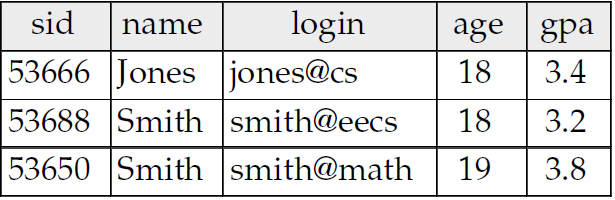 sid name login age gpa
53666 Jones jones@cs 18 3.4
53688 Smith smith@eecs 18 3.2
53650 Smith smith@math 19 3.8